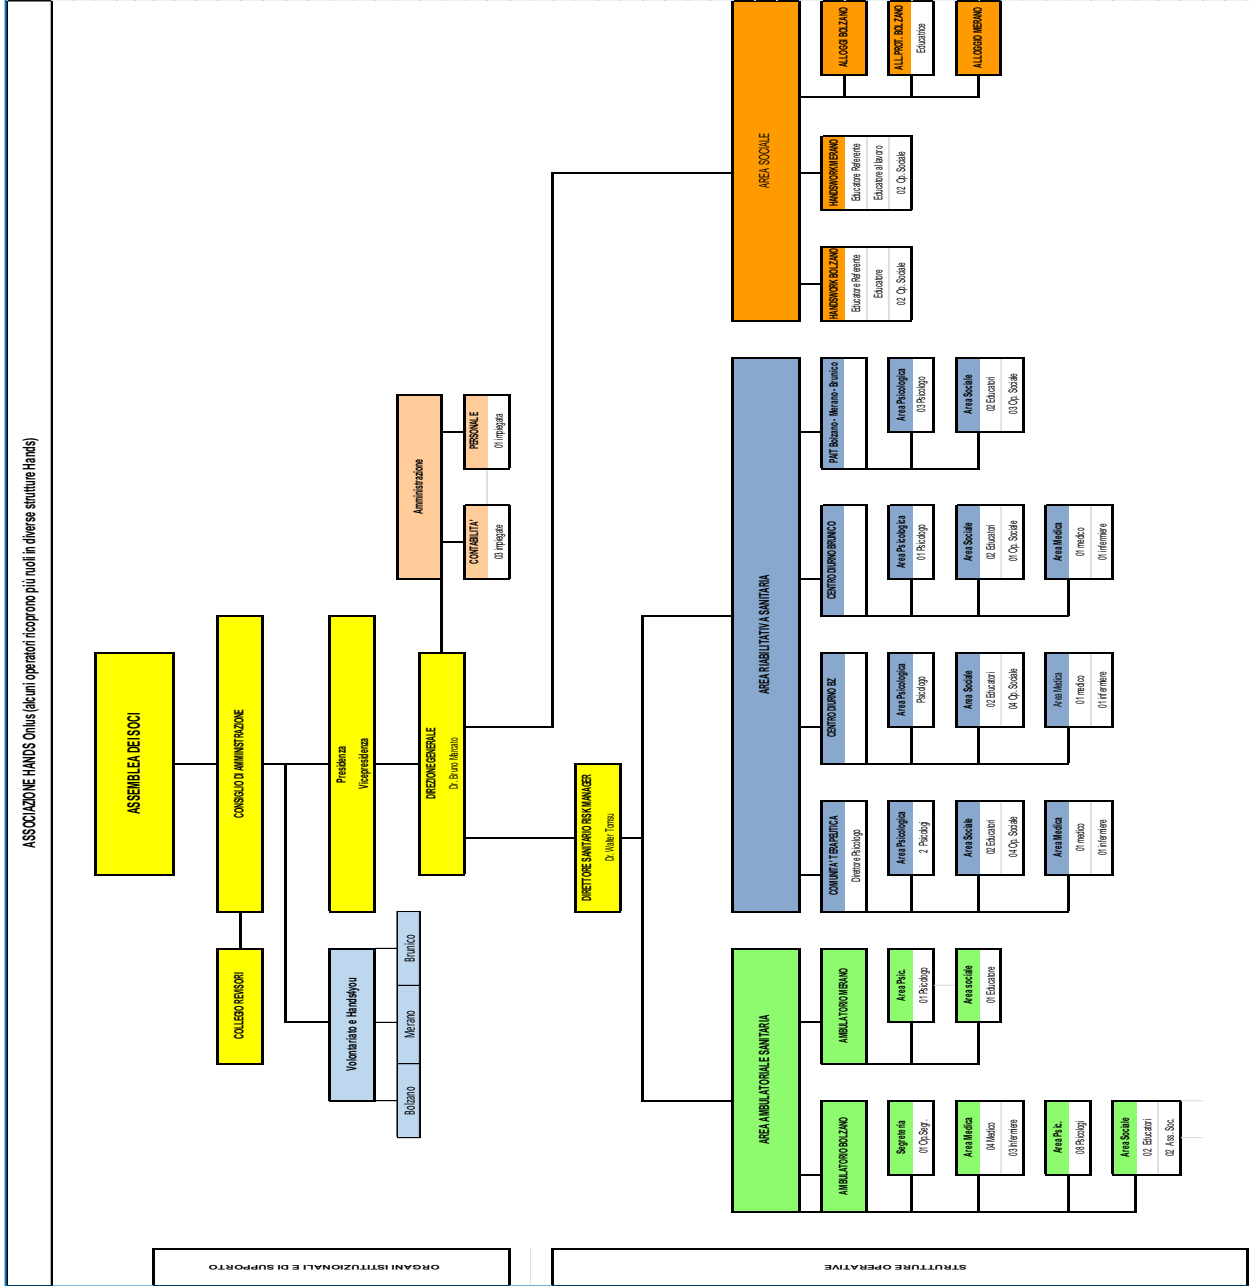 ASSOCIAZIONE HANDS Onlus (alcuni operatori ricoprono più ruoli in diverse strutture Hands)
ORGANI ISTITUZIONALI E DI SUPPORTO
ASSEMBLEA DEI SOCI
COLLEGIO REVISORI
CONSIGLIO DI AMMINISTRAZIONE
Volontariato e Hands4you
Bolzano
Merano
Brunico
Presidenza
Vicepresidenza
DIREZIONE GENERALE
Dr. Bruno Marcato
Amministrazione
CONTABILITA'
03 impiegate
PERSONALE
01 impiegata
STRUTTURE OPERATIVE
DIRETTORE SANITARIO RISK MANAGER
Dr. Walter Tomsu
AREA AMBULATORIALE SANITARIA
AMBULATORIO BOLZANO
Segreteria
01 Op.Segr.
Area Medica
04 Medico
03 Infermiere
Area Psic.
08 Psicologi
Area Sociale
02 Educatori
02 Ass. Soc.
AMBULATORIO MERANO
Area Psic.
01 Psicologo
Area sociale
01 Educatore
AREA RIABILITATIVA SANITARIA
COMUNITA' TERAPEUTICA
Direttore Psicologo
Area Psicologica
2 Psicologi
Area Sociale
02 Educatori
04 Op. Sociale
Area Medica
01 medico
01 infermiere
CENTRO DIURNO BZ
Area Psicologica
Psicologo
Area Sociale
02 Educatori
04 Op. Sociale
Area Medica
01 medico
01 infermiere
CENTRO DIURNO BRUNICO
Area Psicologica
01 Psicologo
Area Sociale
02 Educatori
01 Op. Sociale
Area Medica
01 medico
01 infermiere
PAIT Bolzano - Merano - Brunico
Area Psicologica
03 Psicologo
Area Sociale
02 Educatori
03 Op. Sociale
AREA SOCIALE
HANDSWORK BOLZANO
Educatore Referente
Educatore
02 Op. Sociale
HANDSWORK MERANO
Educatore Referente
Educatore al lavoro
02 Op. Sociale
ALLOGGI BOLZANO
ALL.PROT. BOLZANO
Educatrice
ALLOGGIO MERANO